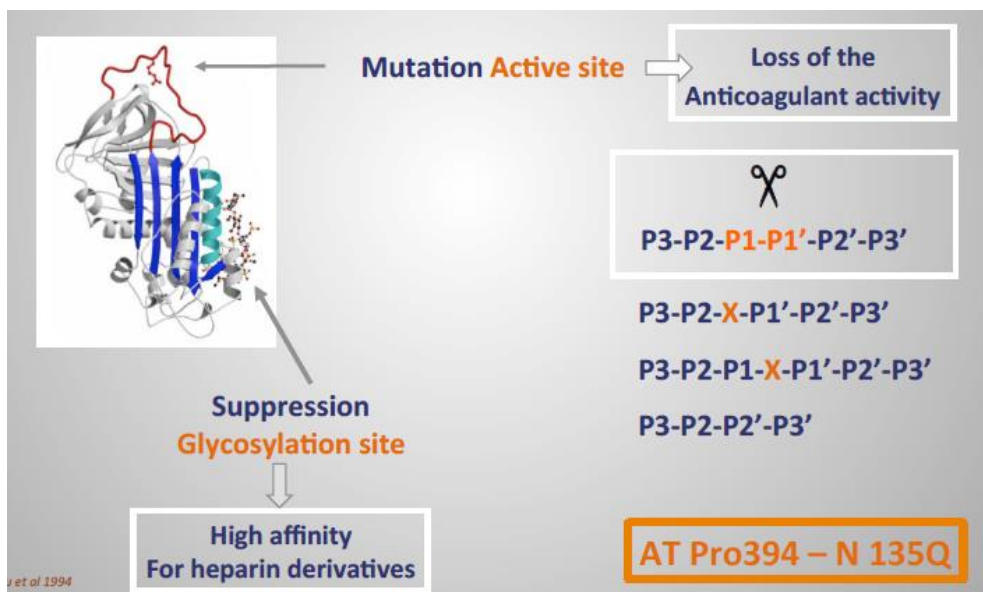 Mutation Active site
Loss of the
Anticoagulant activity
P3-P2-P1-P1'-P2'-P3'
P3-P2-X-P1'-P2'-P3'
P3-P2-P1-X-P1'-P2'-P3'
P3-P2-P2'-P3'
Suppression
Glycosylation site
High affinity
For heparin derivatives
AT Pro394 – N 135Q
et al 1994